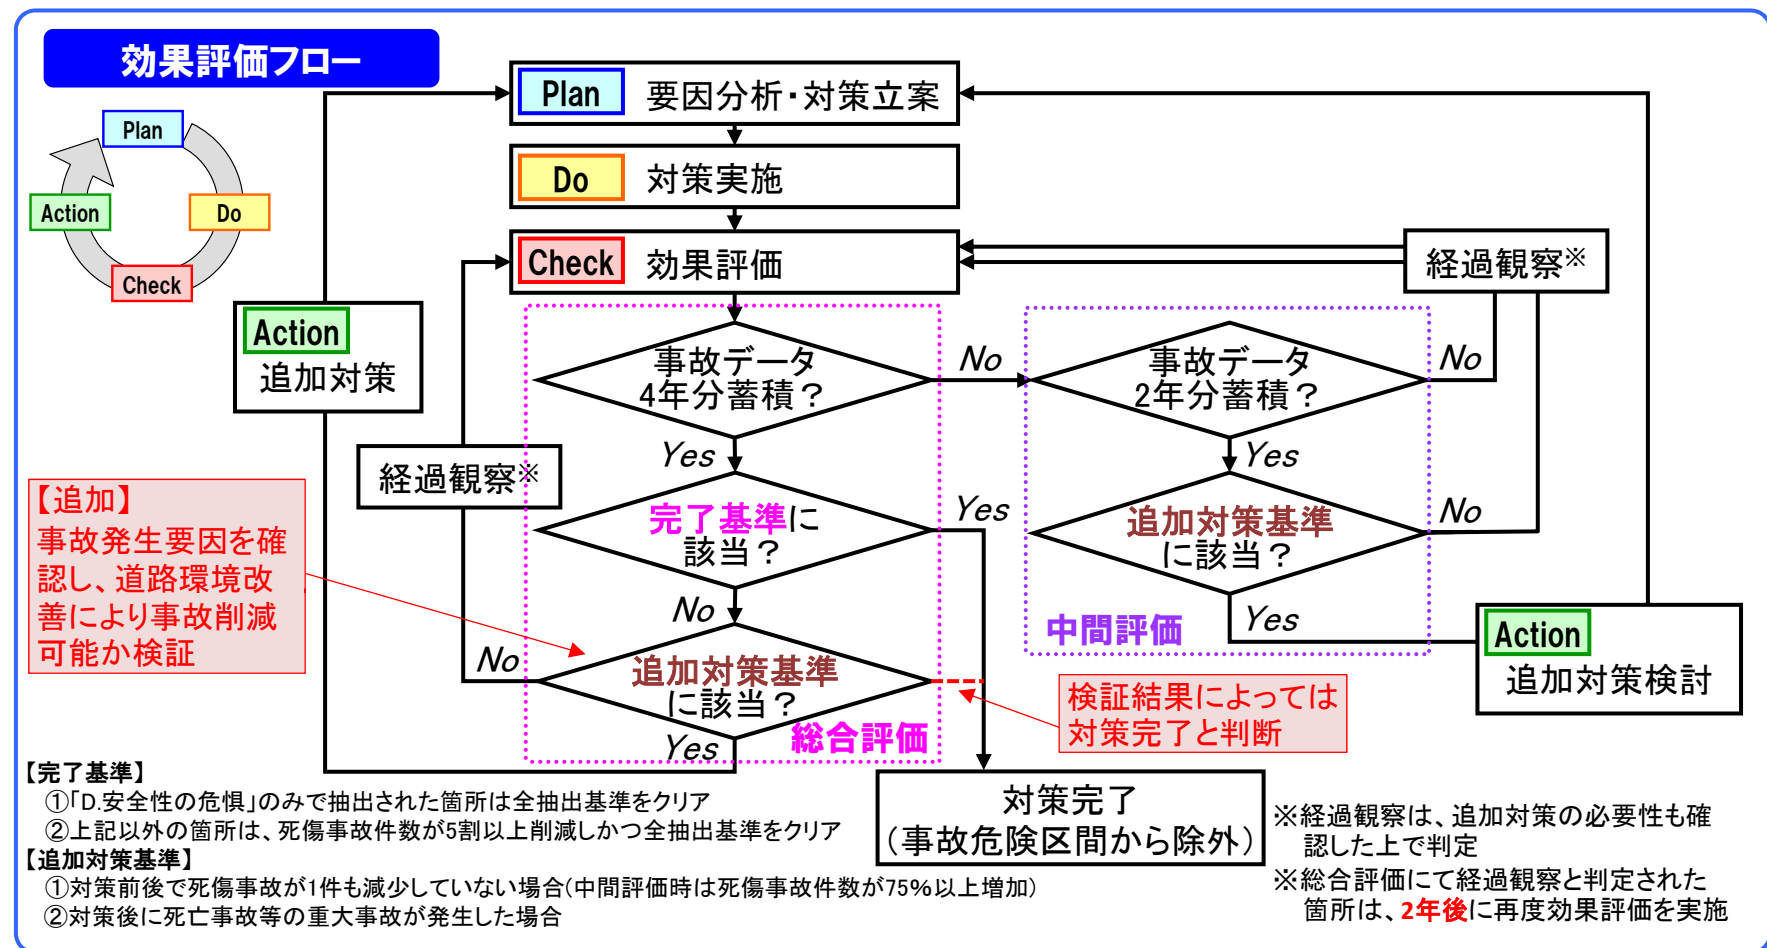 効果評価フロー
Plan
Do
Check
Action
Plan 要因分析・対策立案
Do 対策実施
Check 効果評価
経過観察※
Action
追加対策
事故データ
4年分蓄積？
No
事故データ
2年分蓄積？
No
Yes
Yes
経過観察※
完了基準に
該当？
Yes
追加対策基準
に該当？
No
【追加】
事故発生要因を確
認し、道路環境改
善により事故削減
可能か検証
No
中間評価
Yes
Action
追加対策検討
No
追加対策基準
に該当？
検証結果によっては
対策完了と判断
総合評価
Yes
対策完了
（事故危険区間から除外）
【完了基準】
①「D.安全性の危惧」のみで抽出された箇所は全抽出基準をクリア
②上記以外の箇所は、死傷事故件数が5割以上削減しかつ全抽出基準をクリア
【追加対策基準】
①対策前後で死傷事故が1件も減少していない場合（中間評価時は死傷事故件数が75％以上増加）
②対策後に死亡事故等の重大事故が発生した場合
※経過観察は、追加対策の必要性も確
認した上で判定
※総合評価にて経過観察と判定された
箇所は、2年後に再度効果評価を実施